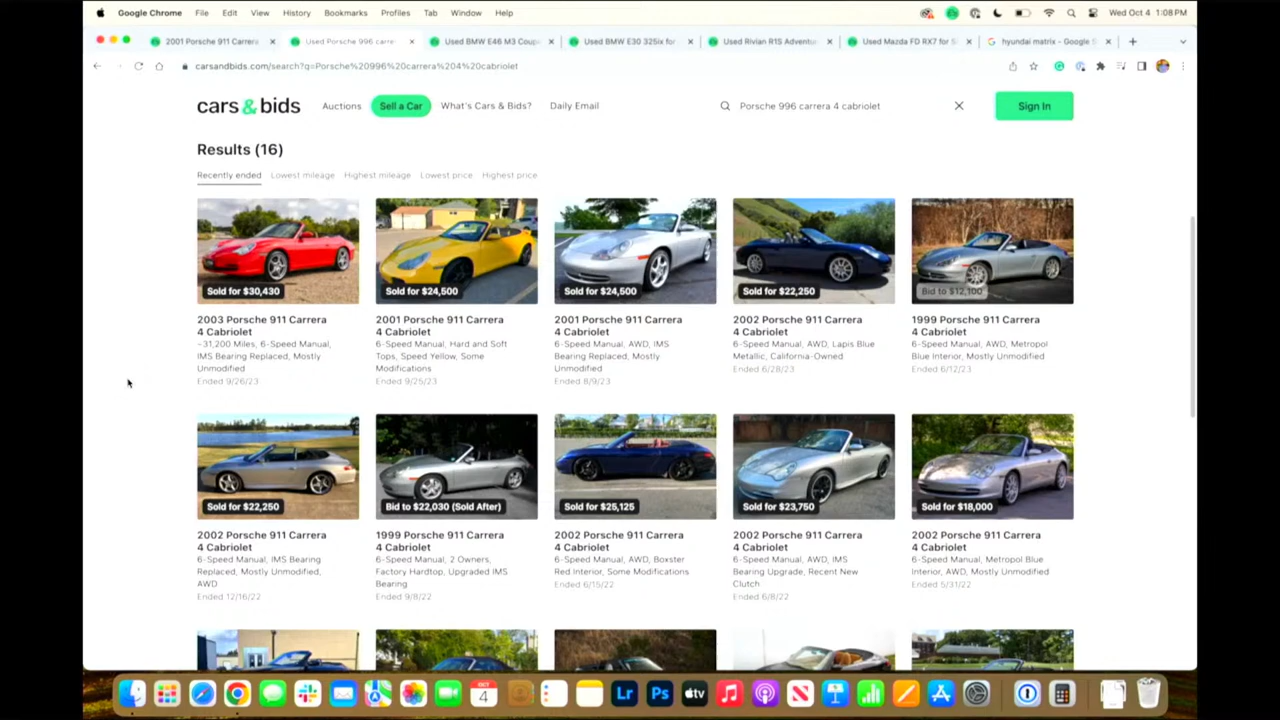 Google Chrome File Edit View History Bookmarks Profiles Tab Window Help Wed Oct 4 1:08 PM
2001 Porsche 911 Carrera Used Porsche 996 carre Used BMW E46 M3 Coup Used BMW E30 325ix for Used Rivian R1S Adventu Used Mazda FD RX7 for S hyundai matrix - Google S
carsandbids.com/search?q=Porsche%20996%20carrera%204%20cabriolet
cars&bids Auctions Sell a Car What's Cars & Bids? Daily Email Porsche 996 carrera 4 cabriolet Sign In
Results (16)
Recently ended Lowest mileage Highest mileage Lowest price Highest price
Sold for $30,430 Sold for $24,500 Sold for $24,500 Sold for $22,250 Bid to $12,100
2003 Porsche 911 Carrera
4 Cabriolet
~31,200 Miles, 6-Speed Manual,
IMS Bearing Replaced, Mostly
Unmodified
Ended 9/26/23
2001 Porsche 911 Carrera
4 Cabriolet
6-Speed Manual, Hard and Soft
Tops, Speed Yellow, Some
Modifications
Ended 9/25/23
2001 Porsche 911 Carrera
4 Cabriolet
6-Speed Manual, AWD, IMS
Bearing Replaced, Mostly
Unmodified
Ended 8/9/23
2002 Porsche 911 Carrera
4 Cabriolet
6-Speed Manual, AWD, Lapis Blue
Metallic, California-Owned
Ended 6/28/23
1999 Porsche 911 Carrera
4 Cabriolet
6-Speed Manual, AWD, Metropol
Blue Interior, Mostly Unmodified
Ended 6/12/23
Sold for $22,250 Bid to $22,030 (Sold After) Sold for $25,125 Sold for $23,750 Sold for $18,000
2002 Porsche 911 Carrera
4 Cabriolet
6-Speed Manual, IMS Bearing
Replaced, Mostly Unmodified,
AWD
Ended 12/16/22
1999 Porsche 911 Carrera
4 Cabriolet
6-Speed Manual, 2 Owners,
Factory Hardtop, Upgraded IMS
Bearing
Ended 9/8/22
2002 Porsche 911 Carrera
4 Cabriolet
6-Speed Manual, AWD, Boxster
Red Interior, Some Modifications
Ended 6/15/22
2002 Porsche 911 Carrera
4 Cabriolet
6-Speed Manual, AWD, IMS
Bearing Upgrade, Recent New
Clutch
Ended 6/8/22
2002 Porsche 911 Carrera
4 Cabriolet
6-Speed Manual, Metropol Blue
Interior, AWD, Mostly Unmodified
Ended 5/31/22
OCT
4
Lr Ps tv